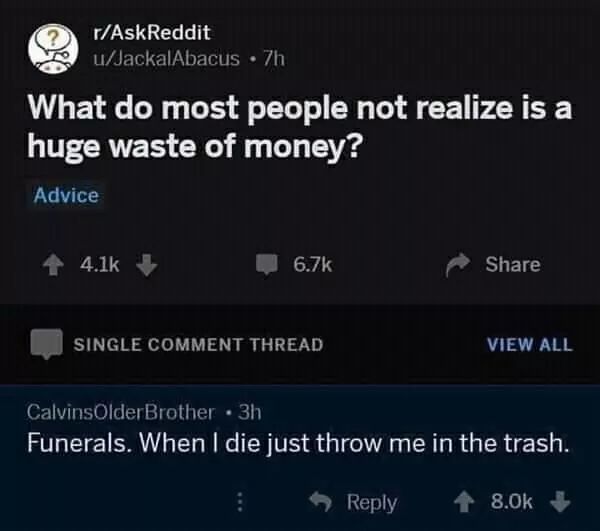 r/AskReddit
u/JackalAbacus • 7h
What do most people not realize is a
huge waste of money?
Advice
4.1k
6.7k
Share
SINGLE COMMENT THREAD
VIEW ALL
CalvinsOlderBrother • 3h
Funerals. When I die just throw me in the trash.
Reply
8.0k